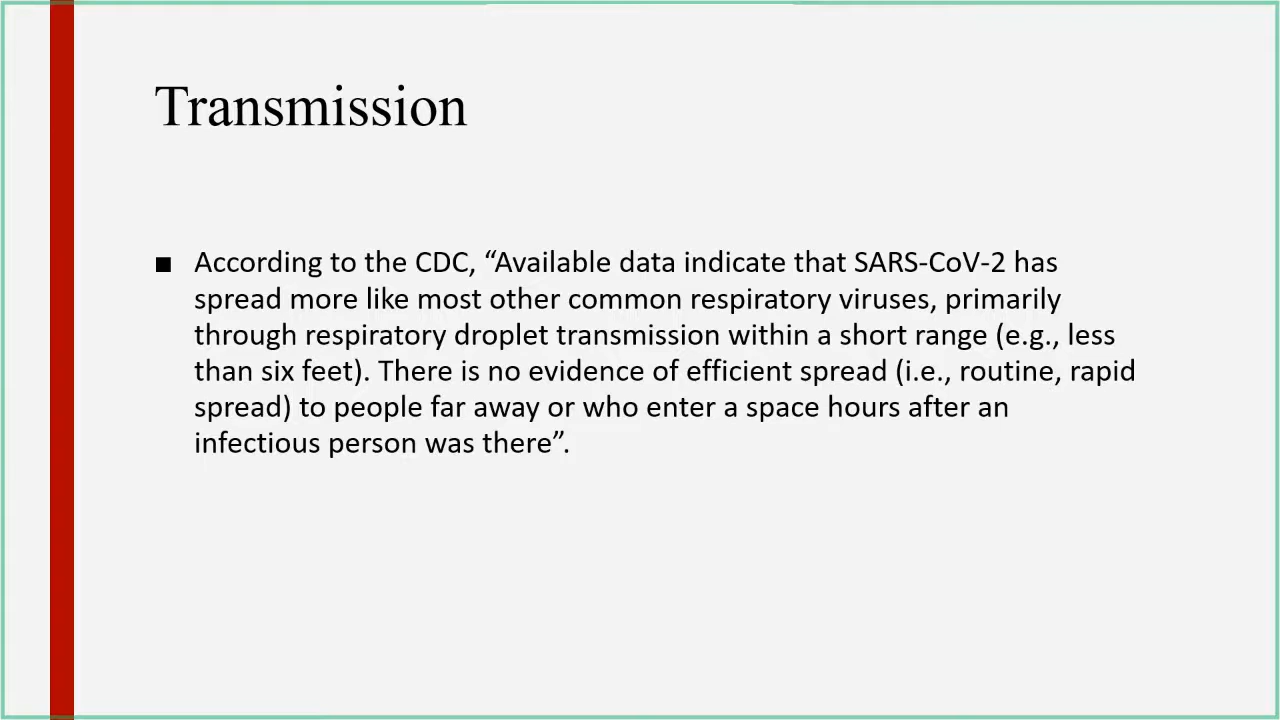 Transmission
■ According to the CDC, “Available data indicate that SARS-CoV-2 has
spread more like most other common respiratory viruses, primarily
through respiratory droplet transmission within a short range (e.g., less
than six feet). There is no evidence of efficient spread (i.e., routine, rapid
spread) to people far away or who enter a space hours after an
infectious person was there”.